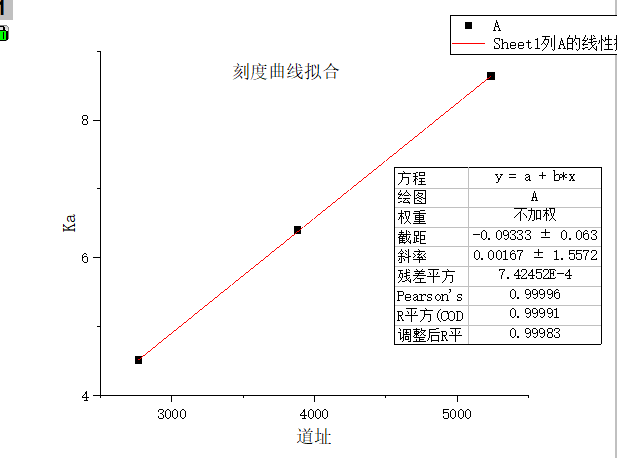 1
A
Sheet1列A的线性
刻度曲线拟合
8
6
4
Ka
3000
4000
5000
道址
方程 y = a + b*x
绘图 A
权重 不加权
截距 -0.09333 ± 0.063
斜率 0.00167 ± 1.5572
残差平方 7.42452E-4
Pearson's 0.99996
R平方(COD 0.99991
调整后R平 0.99983